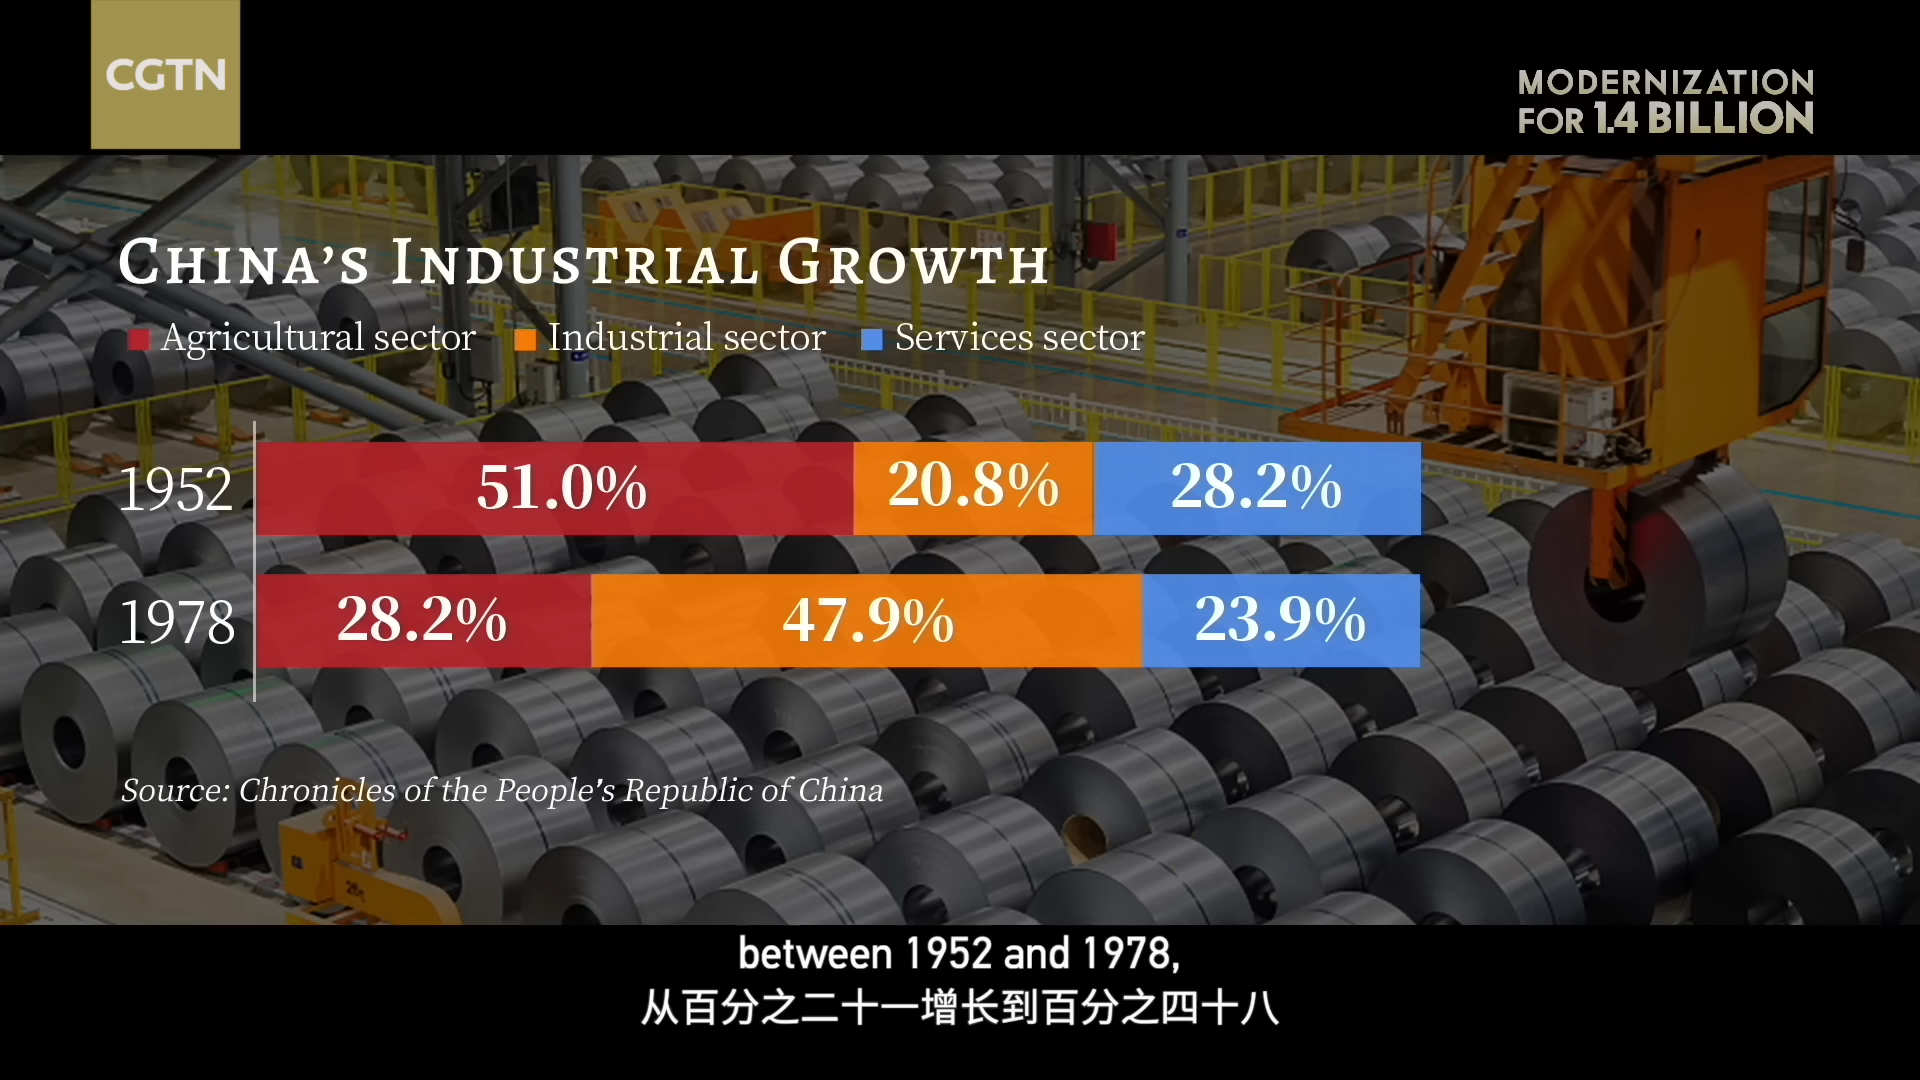 CGTN
MODERNIZATION
FOR 1.4 BILLION
CHINA'S INDUSTRIAL GROWTH
Agricultural sector Industrial sector Services sector
1952 51.0% 20.8% 28.2%
1978 28.2% 47.9% 23.9%
Source: Chronicles of the People's Republic of China
between 1952 and 1978,
从百分之二十一增长到百分之四十八